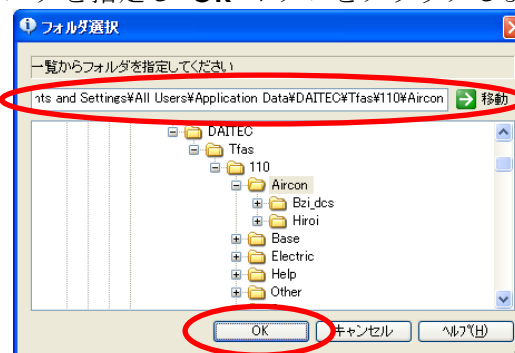 フォルダ選択
一覧からフォルダを指定してください
nts and Settings¥All Users¥Application Data¥DAITEC¥Tfas¥110¥Aircon 移動
DAITEC
Tfas
110
Aircon
Bzi_dcs
Hiroi
Base
Electric
Help
Other
OK キャンセル ヘルプ(H)